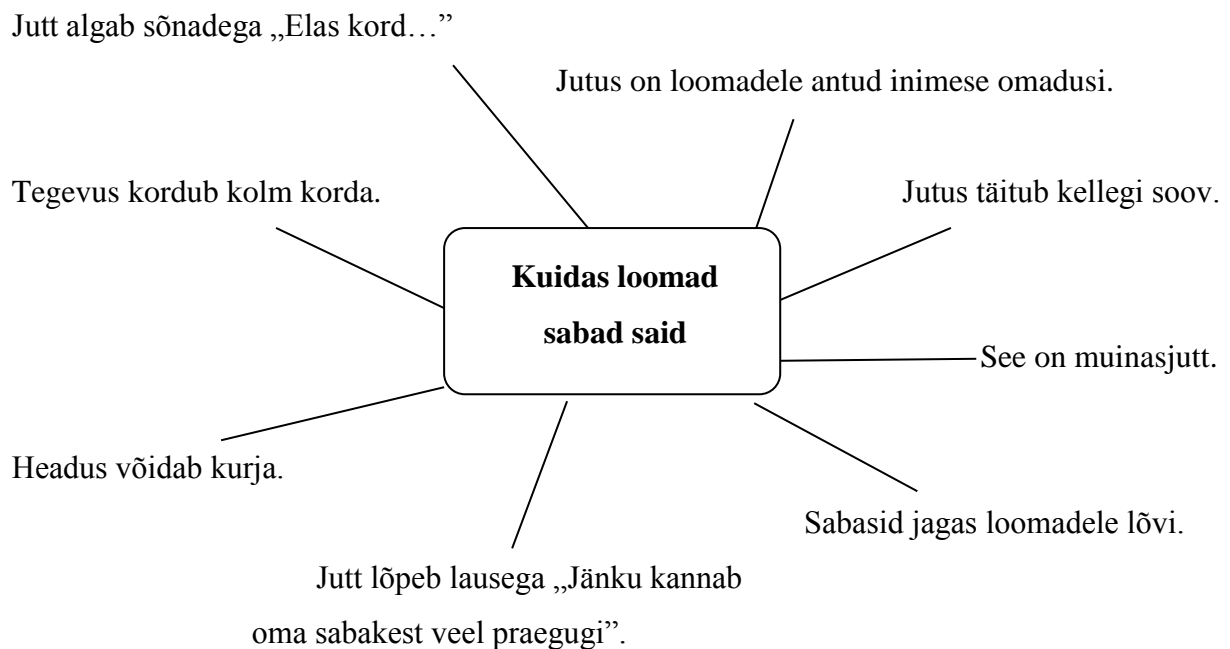 Jutt algab sõnadega „Elas kord…”
Jutus on loomadele antud inimese omadusi.
Tegevus kordub kolm korda.
Jutus täitub kellegi soov.
Kuidas loomad
sabad said
See on muinasjutt.
Headus võidab kurja.
Sabasid jagas loomadele lõvi.
Jutt lõpeb lausega „Jänku kannab
oma sabakest veel praegugi”.